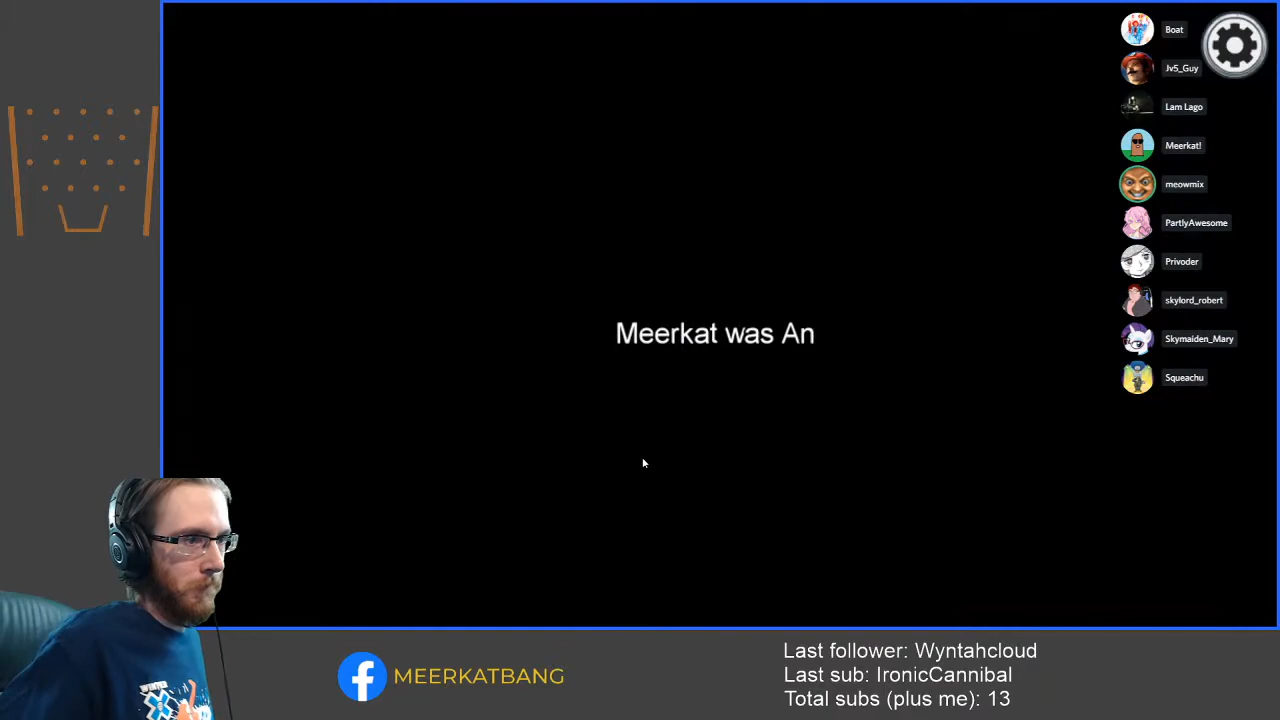 Boat
Jv5_Guy
Lam Lago
Meerkat!
meowmix
PartlyAwesome
Privoder
skylord_robert
Skymaiden_Mary
Squeachu
Meerkat was An
MEERKATBANG
Last follower: Wyntahcloud
Last sub: IronicCannibal
Total subs (plus me): 13